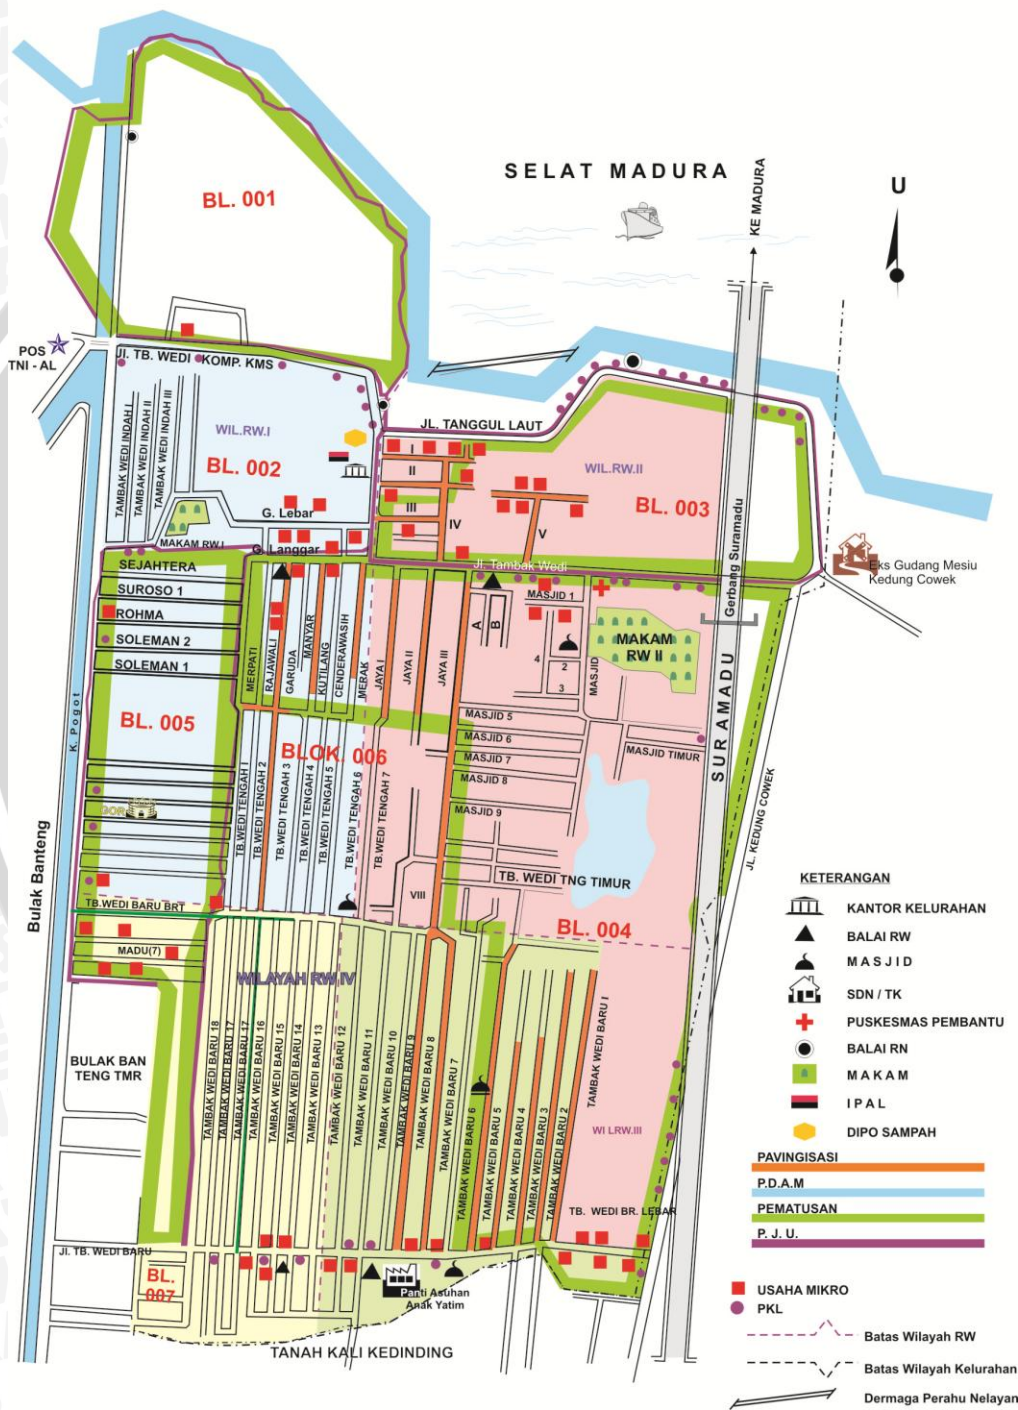 SELAT MADURA
KE MADURA
U
BL. 001
POS
TNI - AL
Jl. TB. WEDI KOMP. KMS
TAMBAK WEDI INDAH I
TAMBAK WEDI INDAH II
TAMBAK WEDI INDAH III
WIL.RW.I
BL. 002
G. Lebar
MAKAM RW.I
G. Langgar
JL. TANGGUL LAUT
I
II
III
IV
V
WIL.RW.II
BL. 003
Jl. Tambak Wedi
Gerbang Suramadu
Eks Gudang Mesiu
Kedung Cowek
SEJAHTERA
SUROSO 1
ROHMA
SOLEMAN 2
SOLEMAN 1
K. Pogot
BL. 005
GOR
MERPATI
RAJAWALI
GARUDA
MANYAR
KUTILANG
CENDERAWASIH
MERAK
JAYA I
JAYA II
JAYA III
A
B
MASJID 1
4
2
3
MASJID
MAKAM
RW II
MASJID 5
MASJID 6
MASJID 7
MASJID 8
MASJID 9
MASJID TIMUR
SURAMADU
JL. KEDUNG COWEK
BLOK. 006
TB.WEDI TENGAH 1
TB.WEDI TENGAH 2
TB.WEDI TENGAH 3
TB.WEDI TENGAH 4
TB.WEDI TENGAH 5
TB.WEDI TENGAH 6
TB.WEDI TENGAH 7
VIII
TB. WEDI TNG TIMUR
BL. 004
Bulak Banteng
TB.WEDI BARU BRT
MADU(7)
WILAYAH RW IV
BULAK BAN
TENG TMR
TAMBAK WEDI BARU 18
TAMBAK WEDI BARU 17
TAMBAK WEDI BARU 17
TAMBAK WEDI BARU 16
TAMBAK WEDI BARU 15
TAMBAK WEDI BARU 14
TAMBAK WEDI BARU 13
TAMBAK WEDI BARU 12
TAMBAK WEDI BARU 11
TAMBAK WEDI BARU 10
TAMBAK WEDI BARU 9
TAMBAK WEDI BARU 8
TAMBAK WEDI BARU 7
TAMBAK WEDI BARU 6
TAMBAK WEDI BARU 5
TAMBAK WEDI BARU 4
TAMBAK WEDI BARU 3
TAMBAK WEDI BARU 2
TAMBAK WEDI BARU I
WI LRW.III
TB. WEDI BR. LEBAR
Jl. TB. WEDI BARU
BL.
007
Panti Asuhan
Anak Yatim
TANAH KALI KEDINDING
KETERANGAN
KANTOR KELURAHAN
BALAI RW
MASJID
SDN / TK
PUSKESMAS PEMBANTU
BALAI RN
MAKAM
IPAL
DIPO SAMPAH
PAVINGISASI
P.D.A.M
PEMATUSAN
P. J. U.
USAHA MIKRO
PKL
Batas Wilayah RW
Batas Wilayah Kelurahan
Dermaga Perahu Nelayan